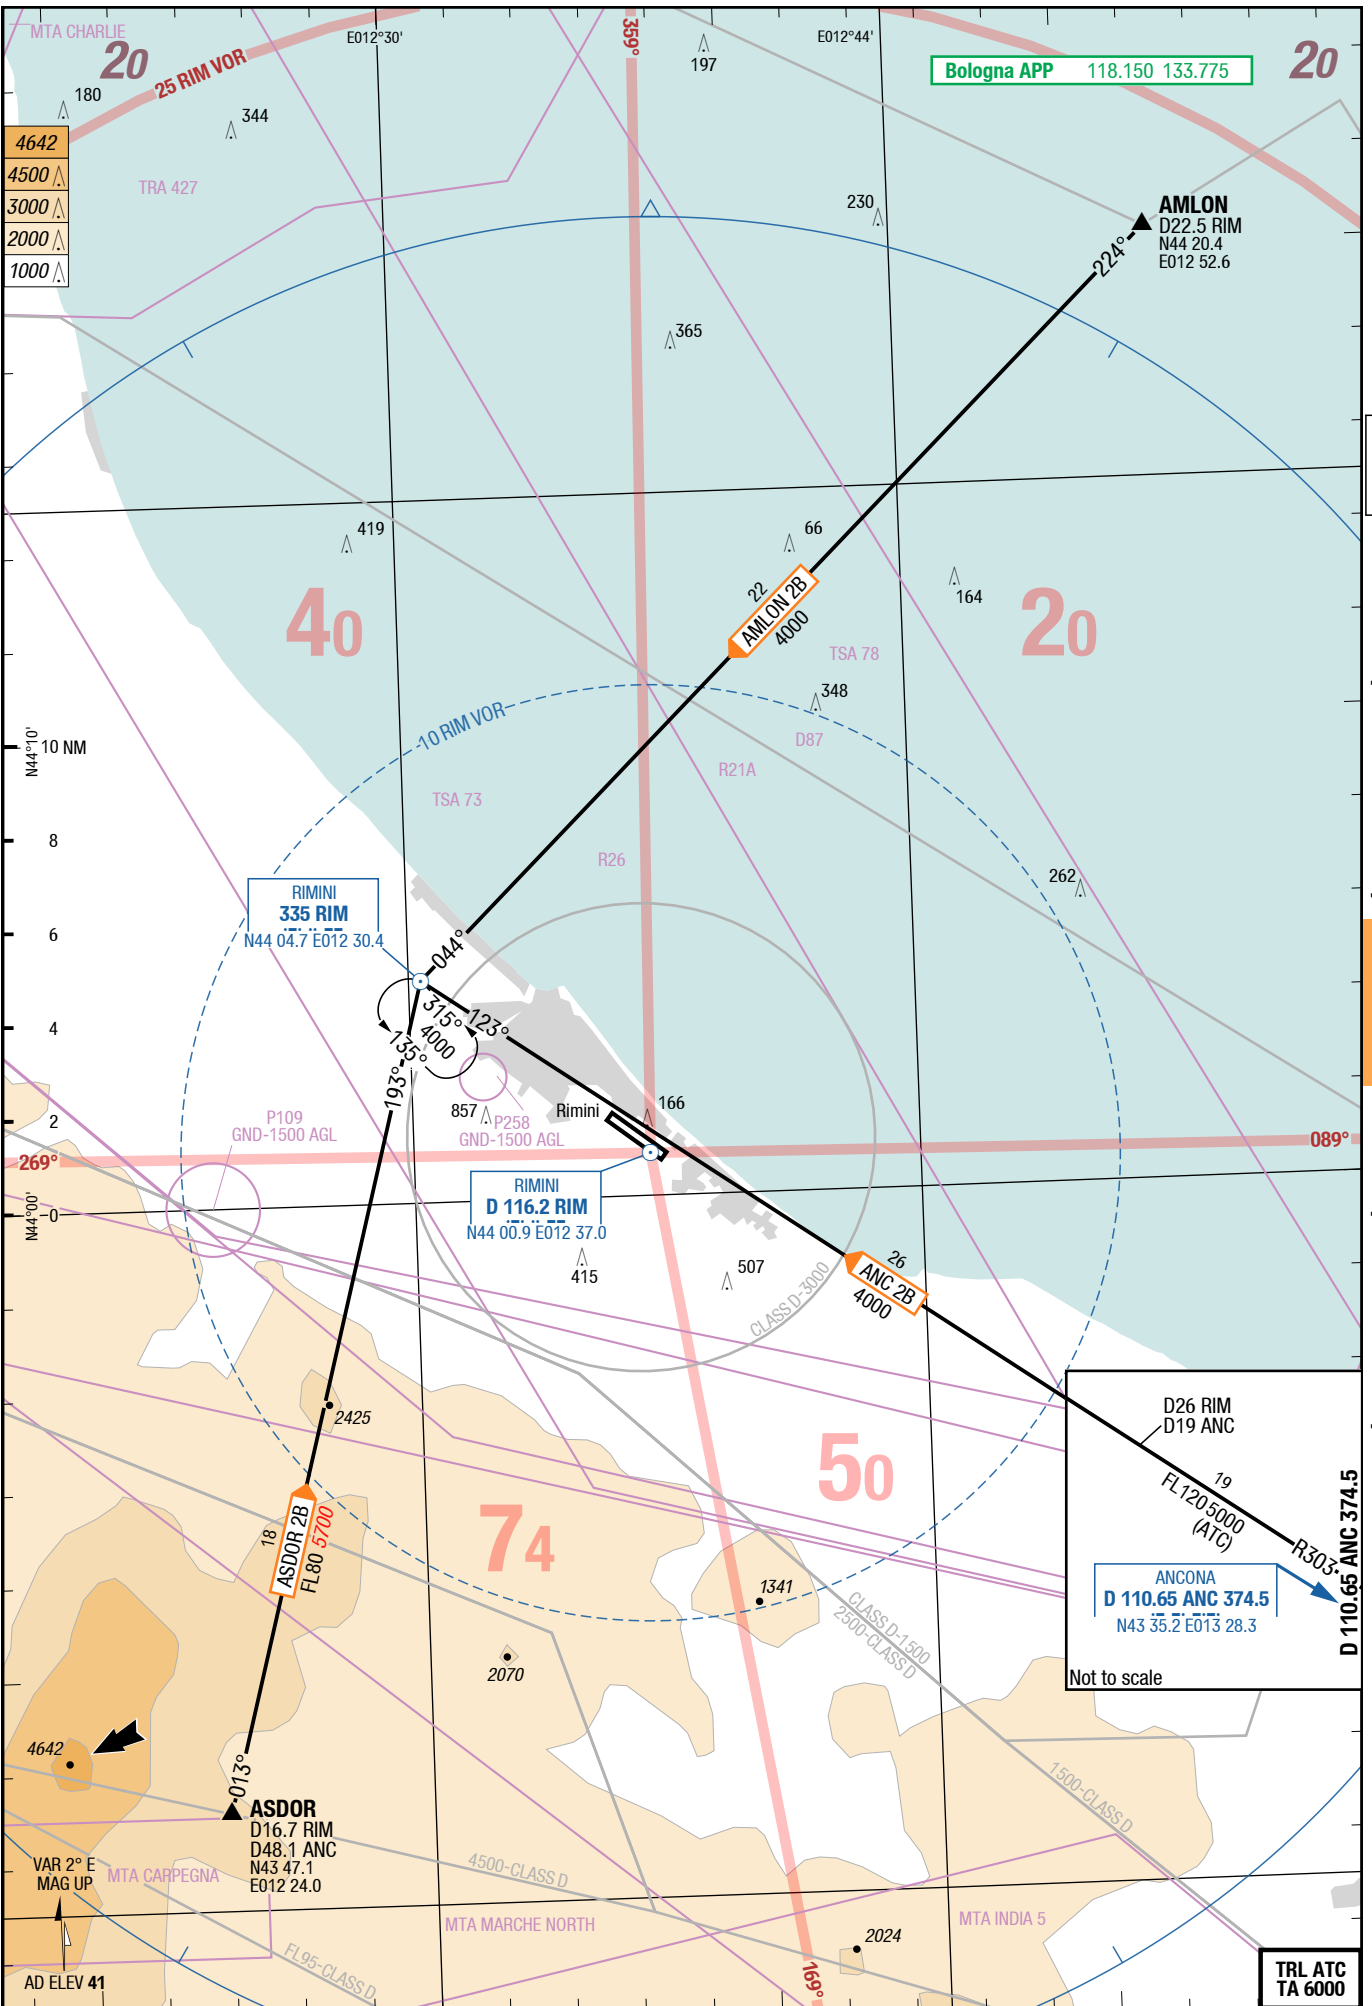 MTA CHARLIE
20
25 RIM VOR
E012°30'
359°
197
E012°44'
Bologna APP 118.150 133.775
20
180
344
4642
4500
3000
2000
1000
TRA 427
230
AMLON
D22.5 RIM
N44 20.4
E012 52.6
224°
365
419
66
164
40
20
22
AMLON 2B
4000
TSA 78
348
10 RIM VOR
D87
R21A
TSA 73
R26
262
N44°10'
10 NM
8
6
4
2
0
N44°00'
RIMINI
335 RIM
N44 04.7 E012 30.4
044°
315°
4000
135°
123°
193°
857
P258
GND-1500 AGL
Rimini
166
P109
GND-1500 AGL
269°
089°
RIMINI
D 116.2 RIM
N44 00.9 E012 37.0
415
507
CLASS D-3000
26
ANC 2B
4000
2425
50
74
18
ASDOR 2B
FL80 5700
1341
2070
CLASS D-1500
2500-CLASS D
D26 RIM
D19 ANC
19
FL120 5000
(ATC)
R303
D 110.65 ANC 374.5
ANCONA
D 110.65 ANC 374.5
N43 35.2 E013 28.3
Not to scale
4642
013°
ASDOR
D16.7 RIM
D48.1 ANC
N43 47.1
E012 24.0
1500-CLASS D
VAR 2° E
MAG UP
MTA CARPEGNA
4500-CLASS D
MTA MARCHE NORTH
MTA INDIA 5
2024
FL95-CLASS D
169°
AD ELEV 41
TRL ATC
TA 6000